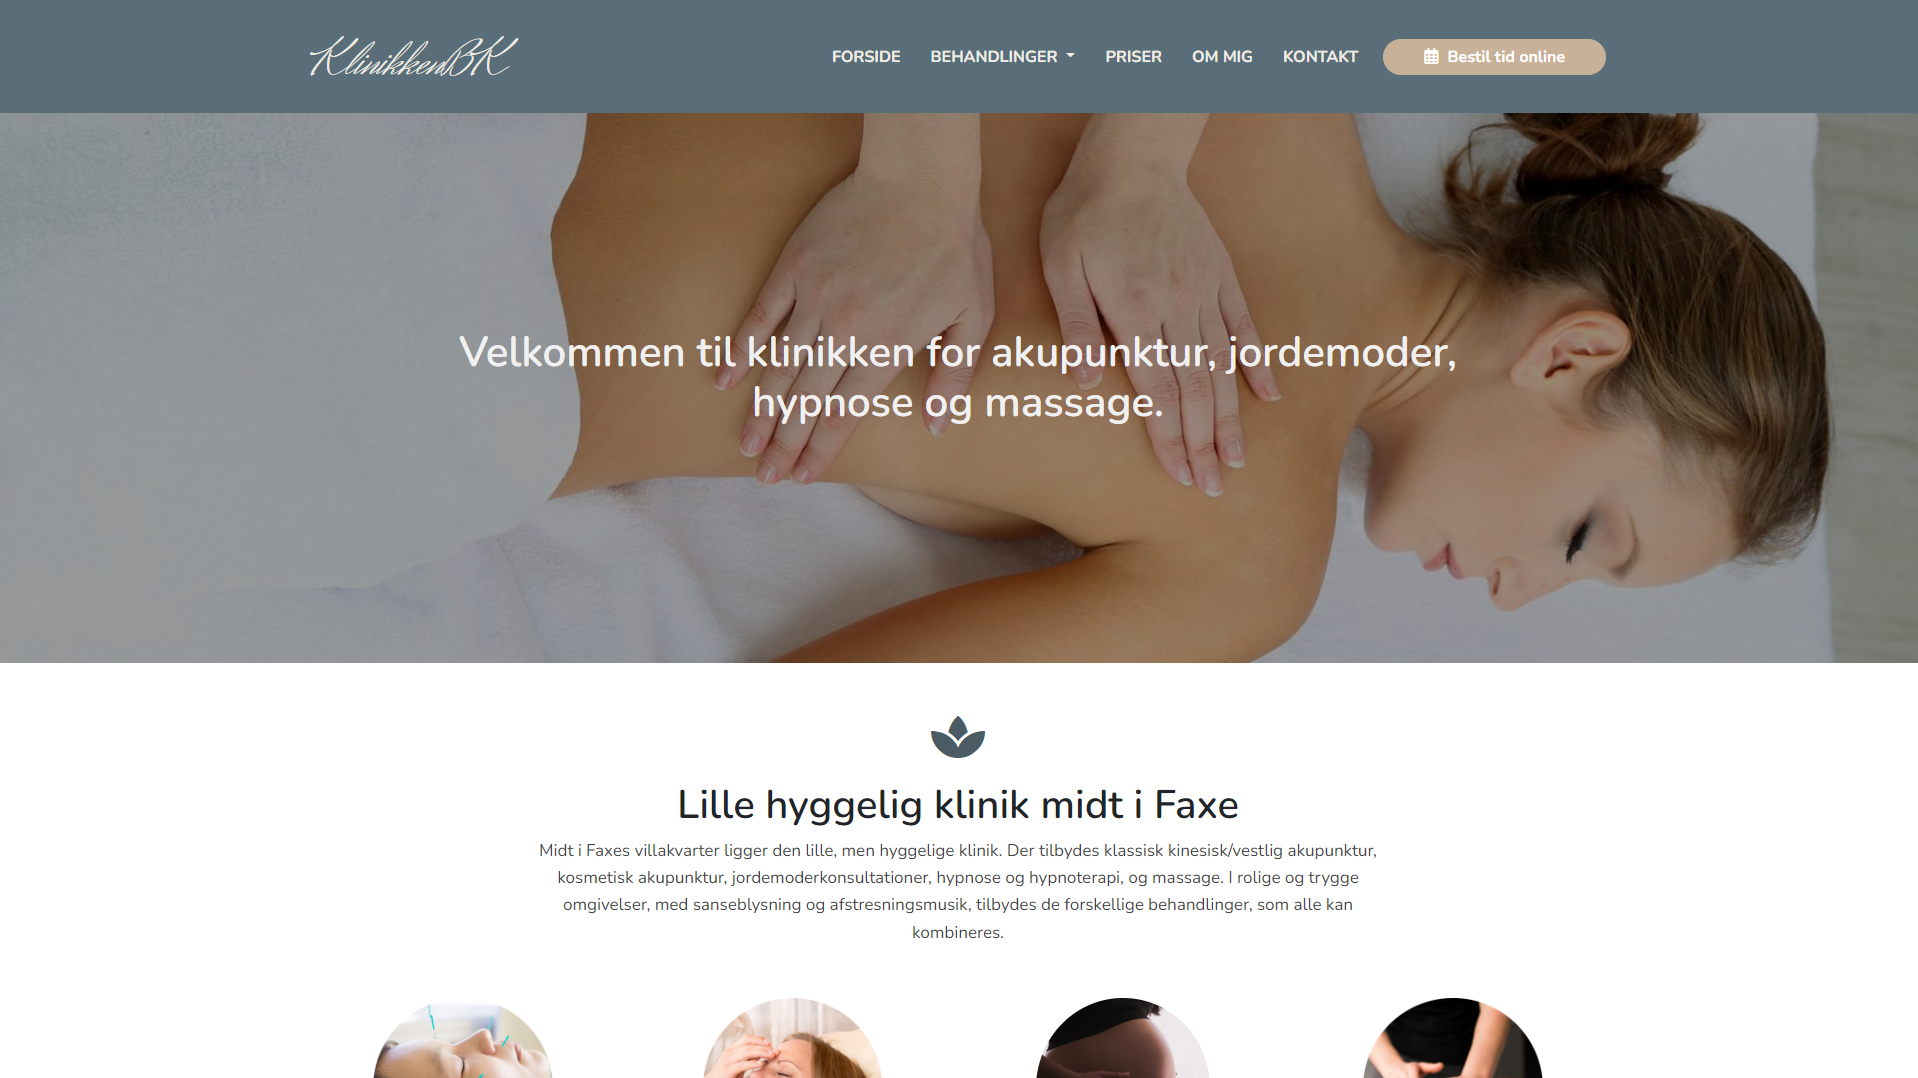 KlinikkenBK
FORSIDE
BEHANDLINGER
PRISER
OM MIG
KONTAKT
Bestil tid online
Velkommen til klinikken for akupunktur, jordemoder,
hypnose og massage.
Lille hyggelig klinik midt i Faxe
Midt i Faxes villakvarter ligger den lille, men hyggelige klinik. Der tilbydes klassisk kinesisk/vestlig akupunktur,
kosmetisk akupunktur, jordemoderkonsultationer, hypnose og hypnoterapi, og massage. I rolige og trygge
omgivelser, med sanseblysning og afstresningsmusik, tilbydes de forskellige behandlinger, som alle kan
kombineres.